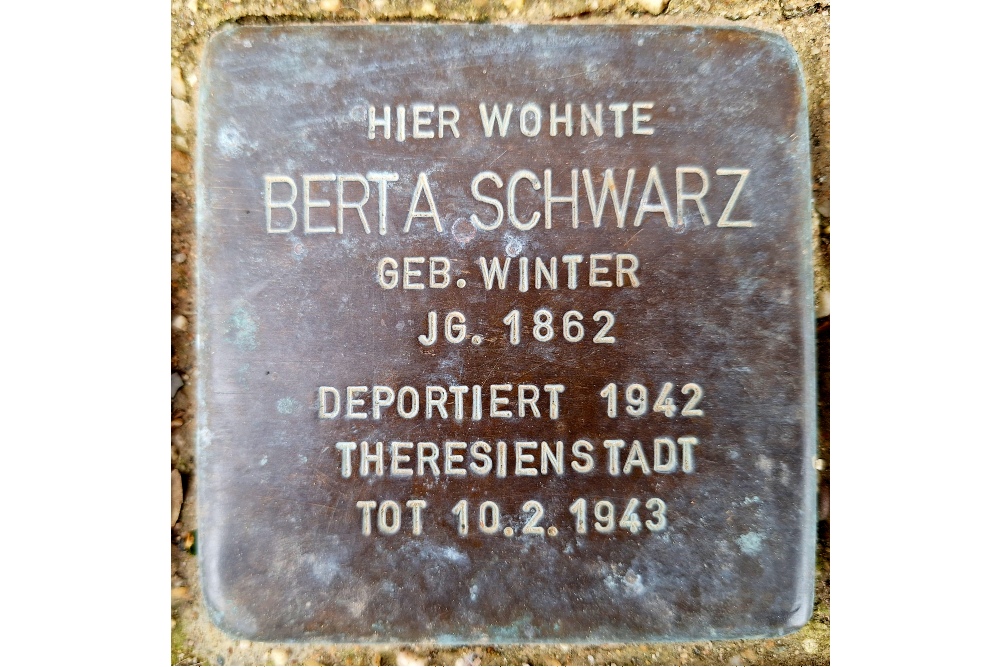 HIER WOHNTE
BERTA SCHWARZ
GEB. WINTER
JG. 1862
DEPORTIERT 1942
THERESIENSTADT
TOT 10.2.1943